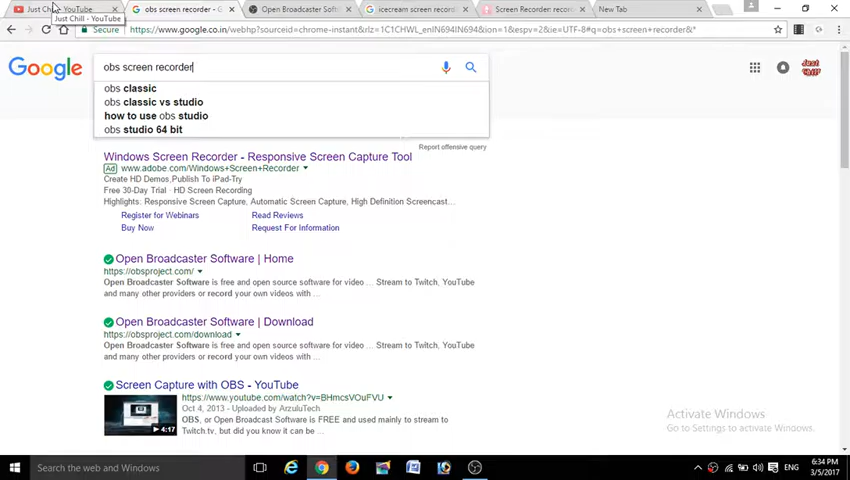 Just Chill - YouTube
obs screen recorder - G
Open Broadcaster Softw
icecream screen record
Screen Recorder record
New Tab
Just Chill - YouTube
Secure
https://www.google.co.in/webhp?sourceid=chrome-instant&rlz=1C1CHWL_enIN694IN694&ion=1&espv=2&ie=UTF-8#q=obs+screen+recorder&*
Google
obs screen recorder
Just
obs classic
obs classic vs studio
how to use obs studio
obs studio 64 bit
Report offensive query
Windows Screen Recorder - Responsive Screen Capture Tool
Ad www.adobe.com/Windows+Screen+Recorder
Create HD Demos,Publish To iPad-Try
Free 30-Day Trial · HD Screen Recording
Highlights: Responsive Screen Capture, Automatic Screen Capture, High Definition Screencast…
Register for Webinars
Read Reviews
Buy Now
Request For Information
Open Broadcaster Software | Home
https://obsproject.com/
Open Broadcaster Software is free and open source software for video ... Stream to Twitch, YouTube
and many other providers or record your own videos with ...
Open Broadcaster Software | Download
https://obsproject.com/download
Open Broadcaster Software is free and open source software for video ... Stream to Twitch, YouTube
and many other providers or record your own videos with ...
Screen Capture with OBS - YouTube
https://www.youtube.com/watch?v=BHmcsVOuFVU
Oct 4, 2013 - Uploaded by ArzuluTech
OBS, or Open Broadcast Software is FREE and used mainly to stream to
Twitch.tv, but did you know it can be ...
4:17
Activate Windows
Go to Settings to activate Windows.
Search the web and Windows
ENG
6:34 PM
3/5/2017